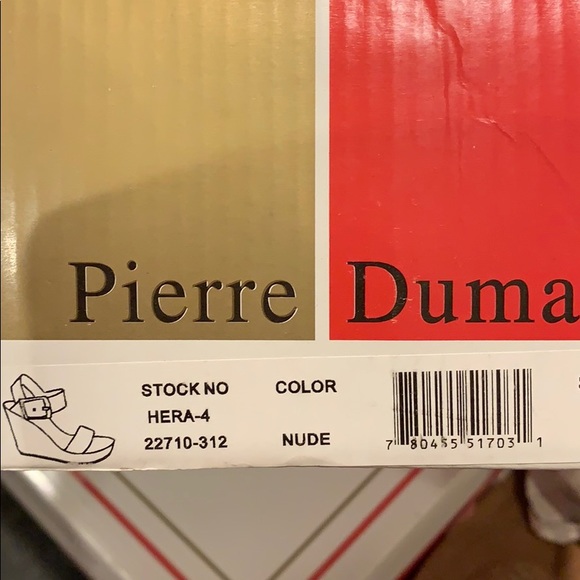 Pierre Duma
STOCK NO COLOR
HERA-4
22710-312 NUDE
7 80455 51703 1